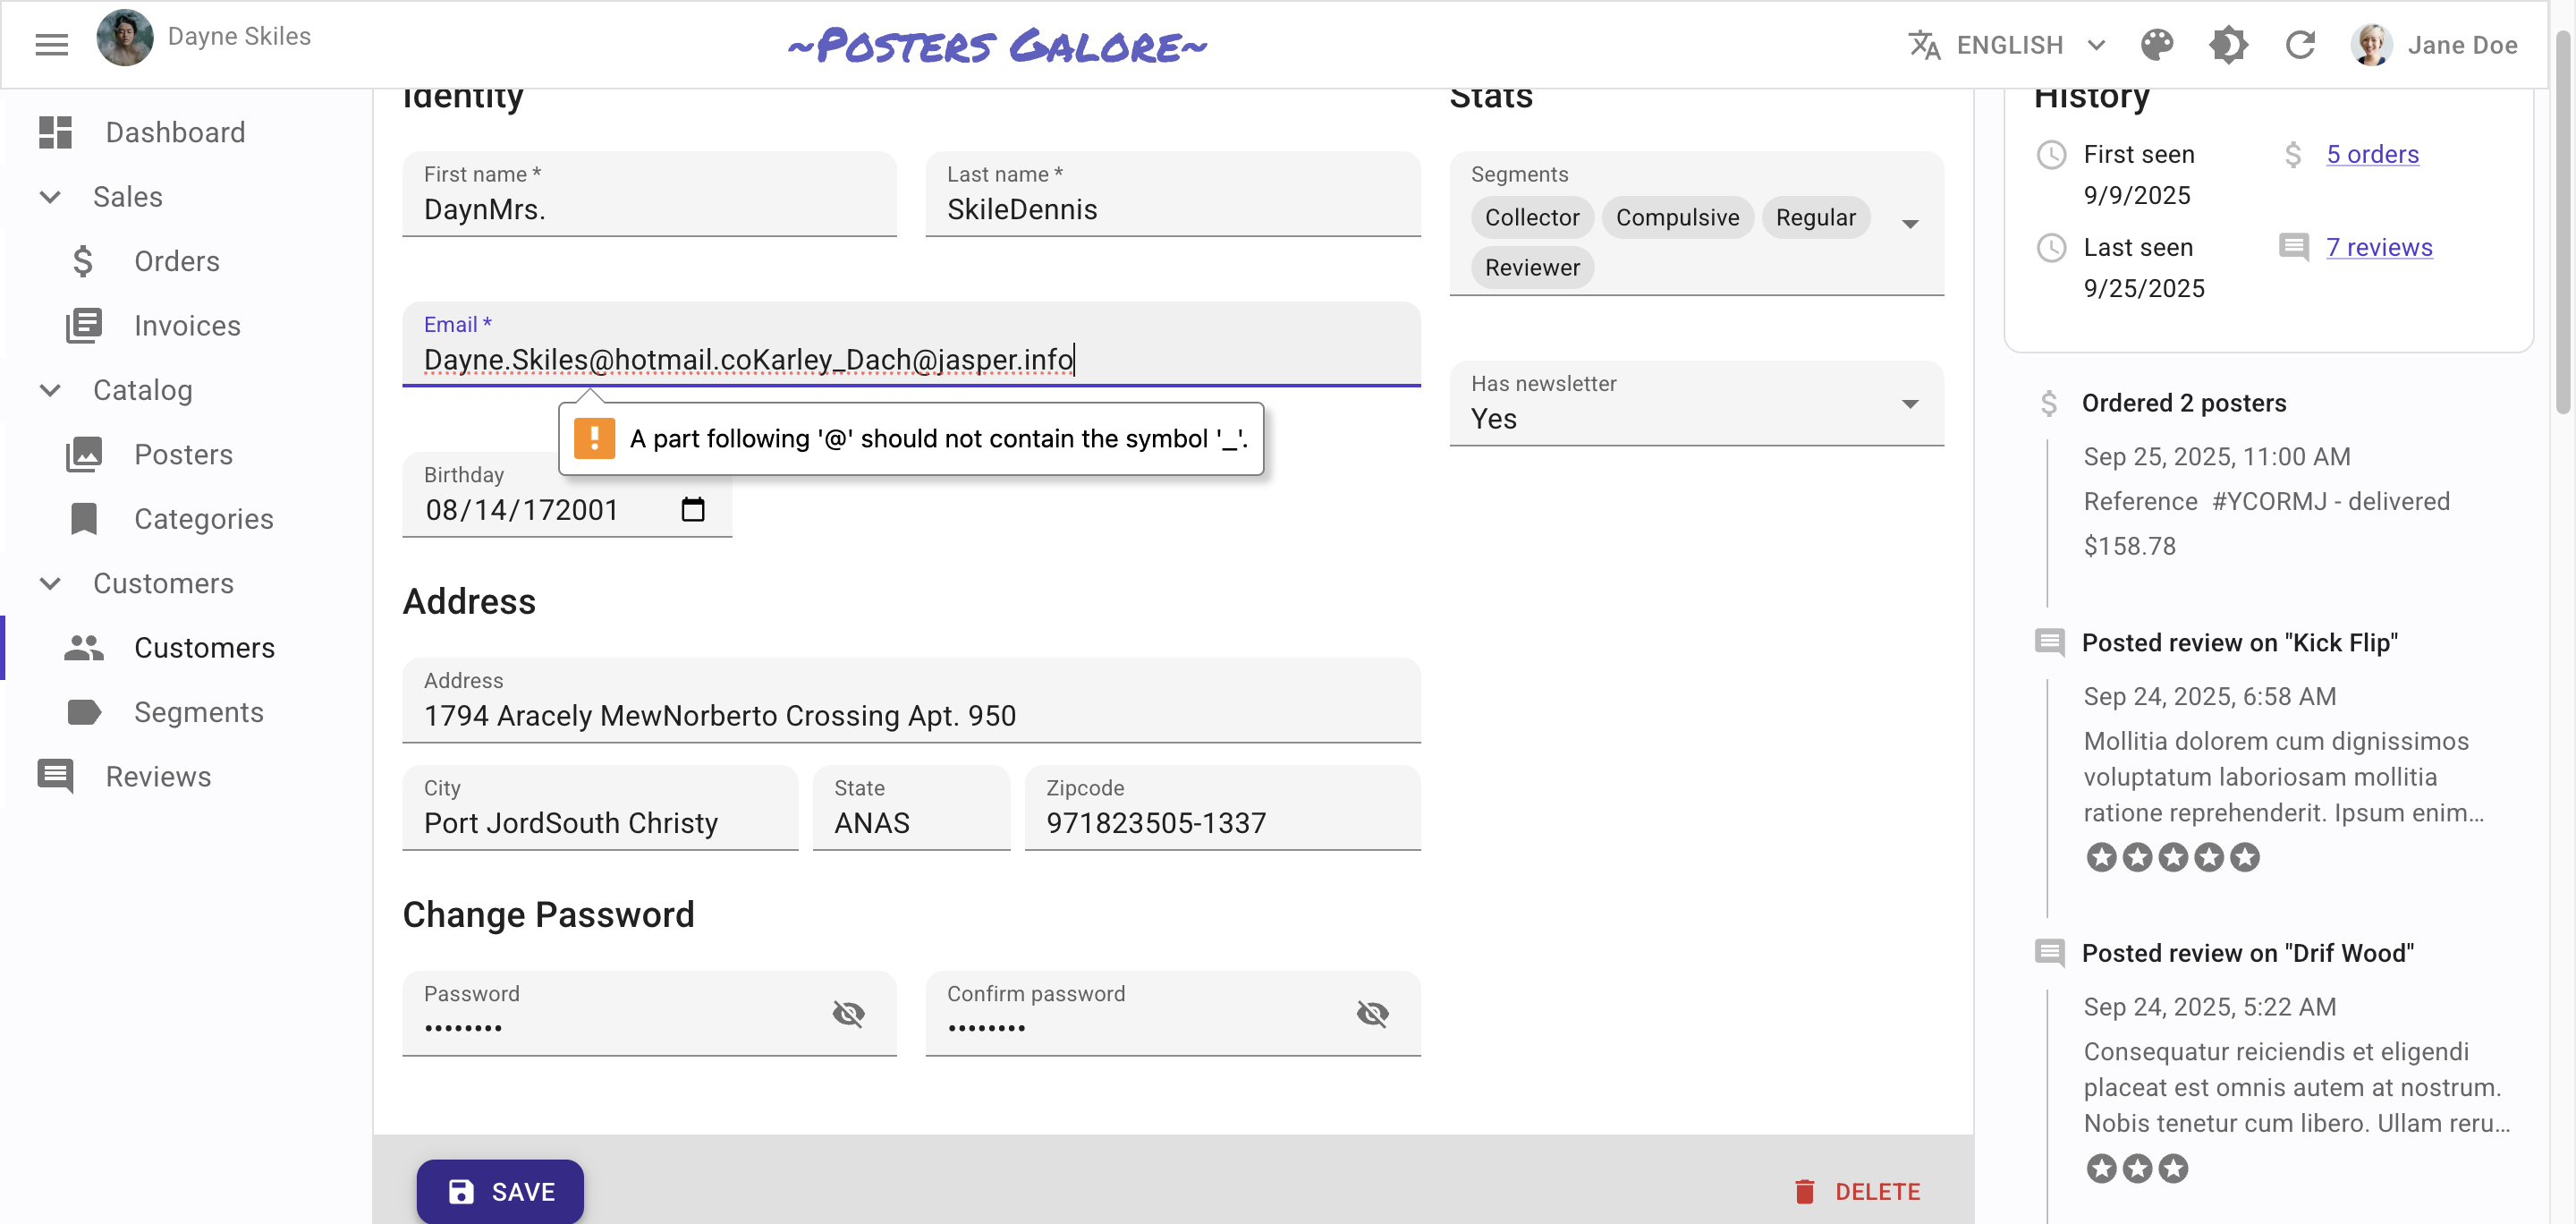 Dayne Skiles
~Posters Galore~
ENGLISH
Jane Doe
Dashboard
Sales
Orders
Invoices
Catalog
Posters
Categories
Customers
Customers
Segments
Reviews
Identity
First name *
DaynMrs.
Last name *
SkileDennis
Email *
Dayne.Skiles@hotmail.coKarley_Dach@jasper.info
A part following '@' should not contain the symbol '_'.
Birthday
08/14/172001
Address
Address
1794 Aracely MewNorberto Crossing Apt. 950
City
Port JordSouth Christy
State
ANAS
Zipcode
971823505-1337
Change Password
Password
••••••••
Confirm password
••••••••
SAVE
DELETE
Stats
Segments
Collector
Compulsive
Regular
Reviewer
Has newsletter
Yes
History
First seen
9/9/2025
5 orders
Last seen
9/25/2025
7 reviews
Ordered 2 posters
Sep 25, 2025, 11:00 AM
Reference #YCORMJ - delivered
$158.78
Posted review on "Kick Flip"
Sep 24, 2025, 6:58 AM
Mollitia dolorem cum dignissimos
voluptatum laboriosam mollitia
ratione reprehenderit. Ipsum enim...
Posted review on "Drif Wood"
Sep 24, 2025, 5:22 AM
Consequatur reiciendis et eligendi
placeat est omnis autem at nostrum.
Nobis tenetur cum libero. Ullam reru...